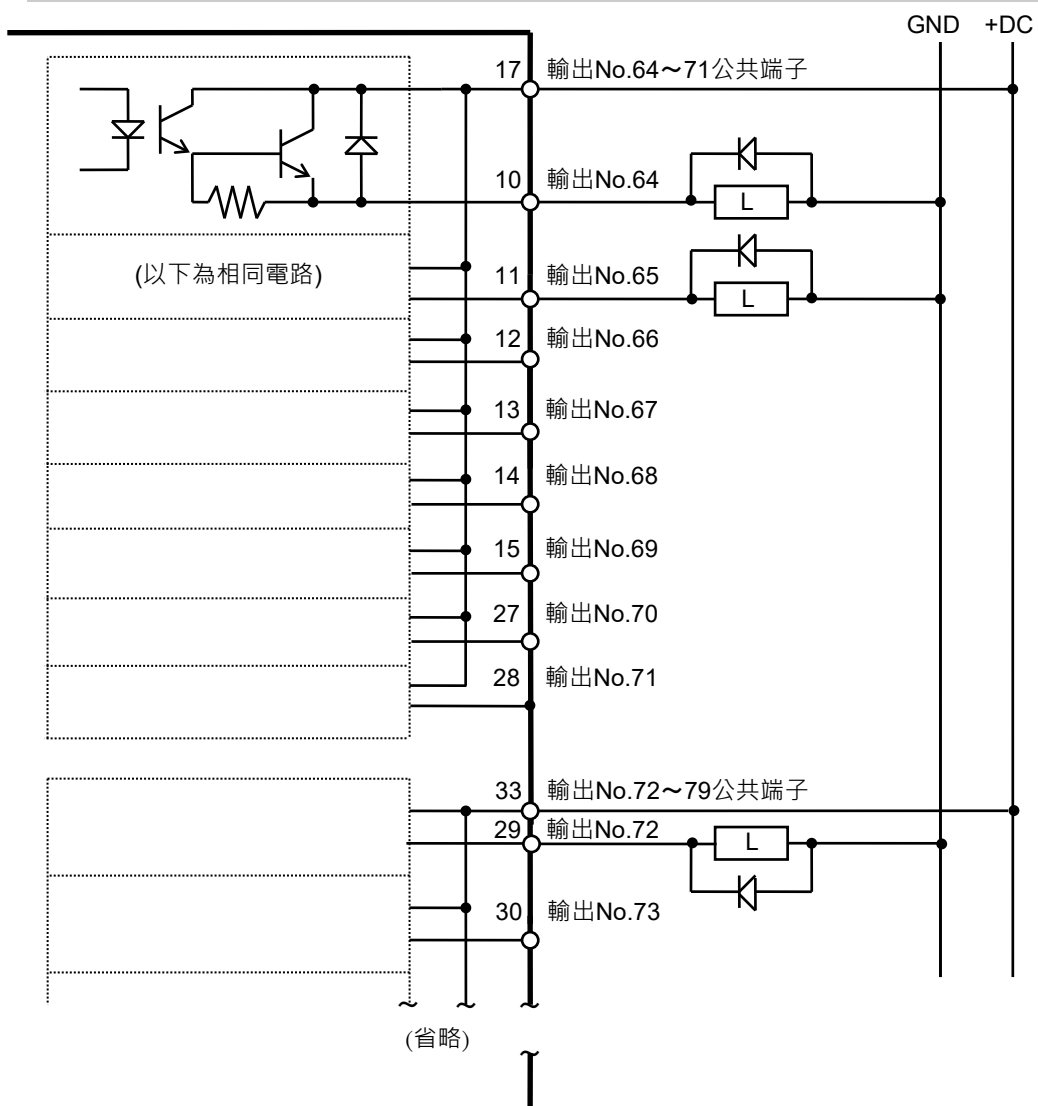 GND +DC
17 輸出No.64～71公共端子
10 輸出No.64
L
(以下為相同電路) 11 輸出No.65
L
12 輸出No.66
13 輸出No.67
14 輸出No.68
15 輸出No.69
27 輸出No.70
28 輸出No.71
33 輸出No.72～79公共端子
29 輸出No.72
L
30 輸出No.73
(省略)